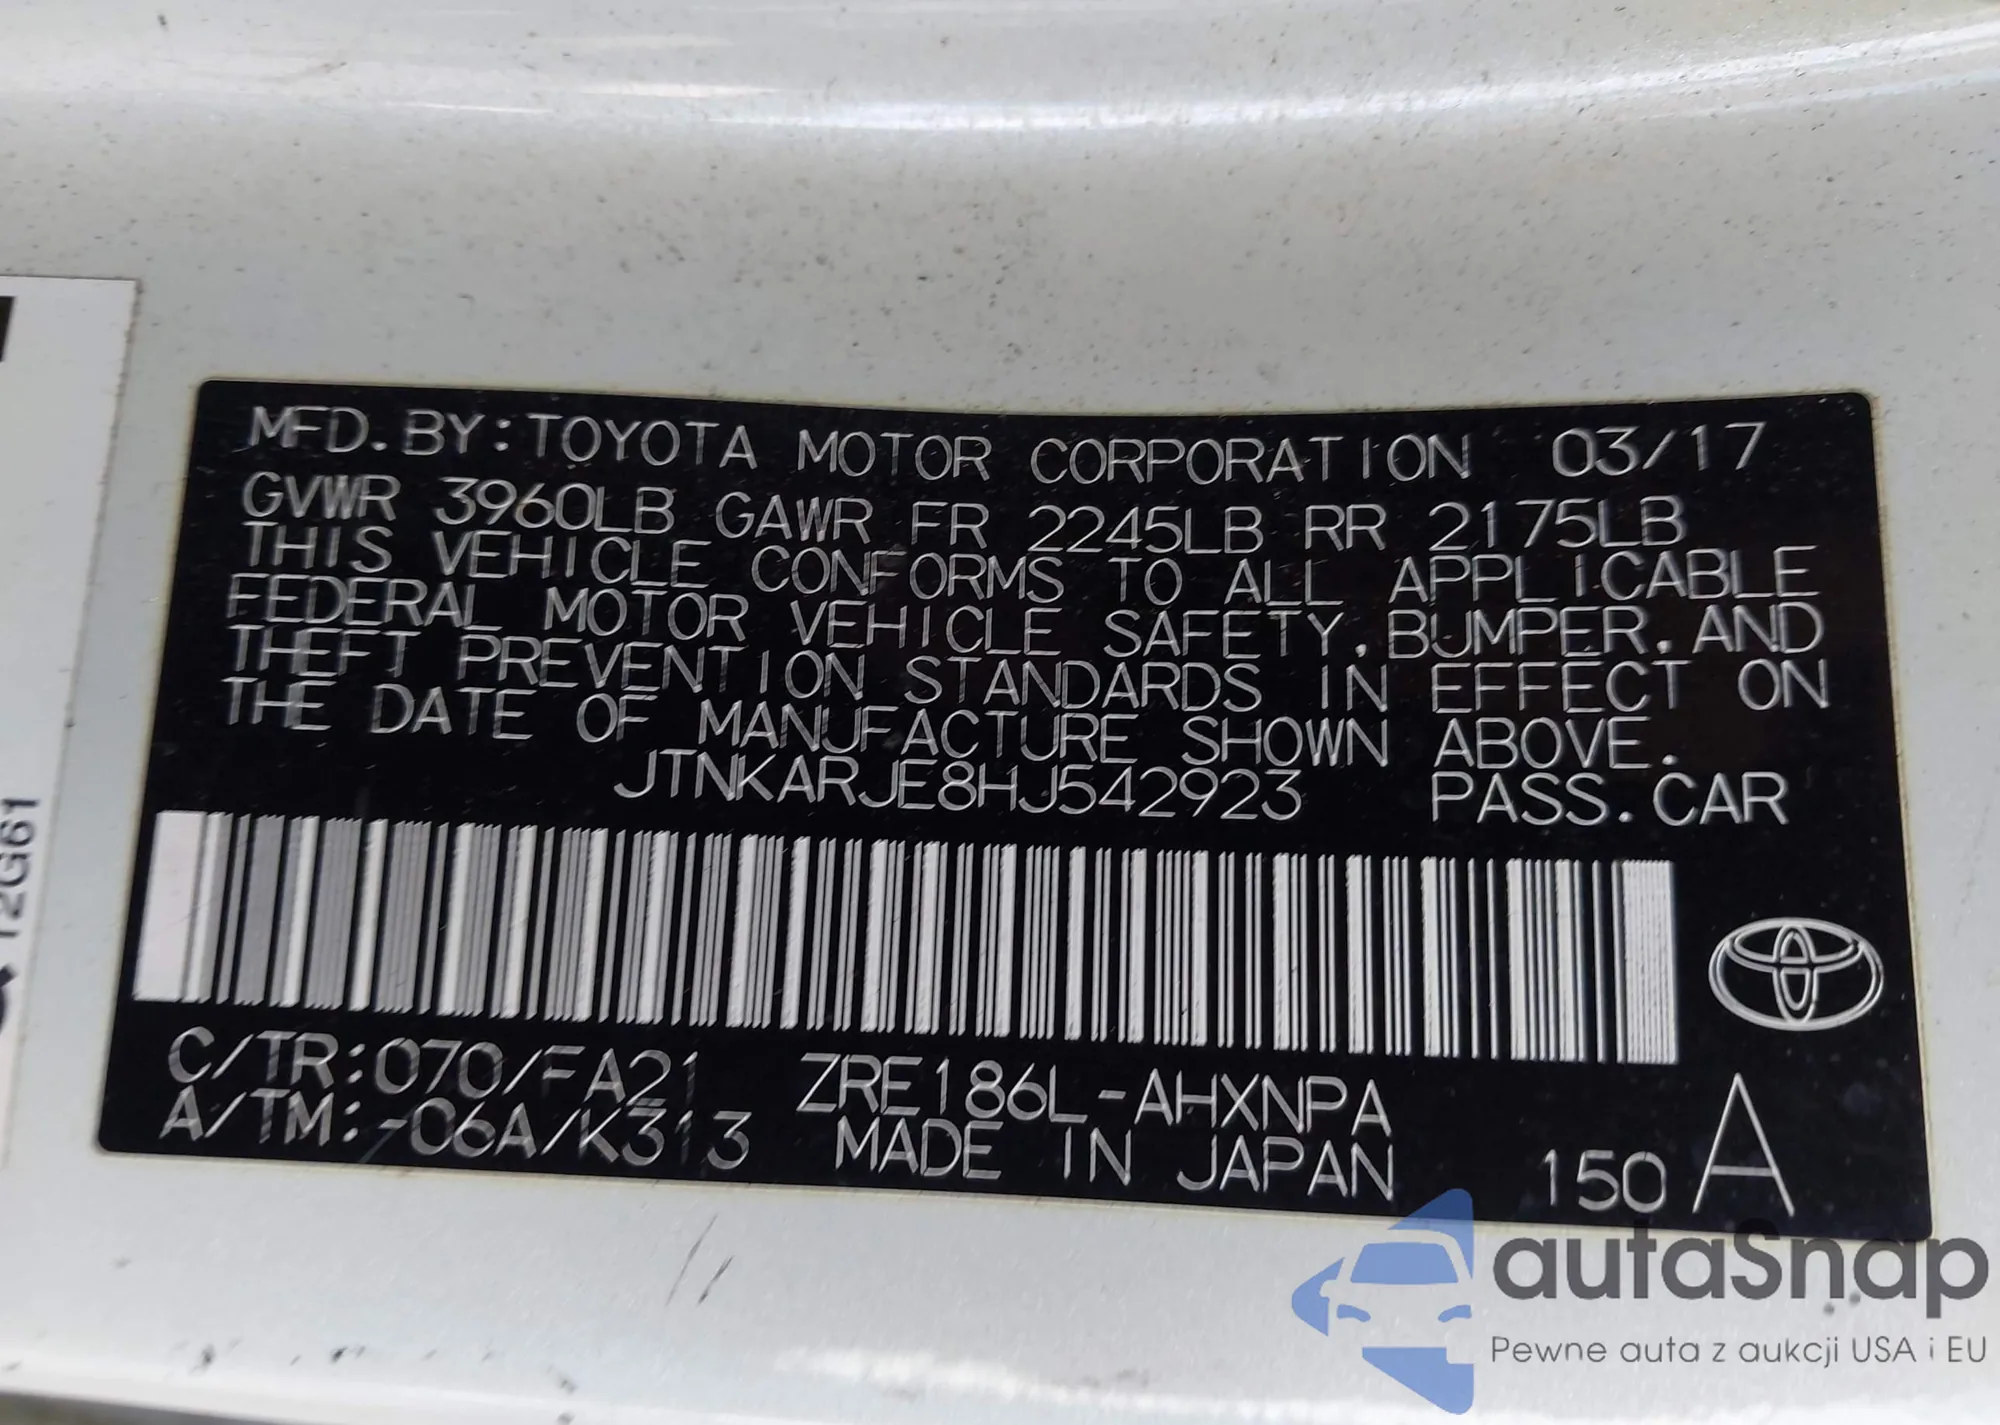 MFD. BY: TOYOTA MOTOR CORPORATION 03/17
GVWR 3960LB GAWR FR 2245LB RR 2175LB
THIS VEHICLE CONFORMS TO ALL APPLICABLE
FEDERAL MOTOR VEHICLE SAFETY, BUMPER, AND
THEFT PREVENTION STANDARDS IN EFFECT ON
THE DATE OF MANUFACTURE SHOWN ABOVE.
JTNKARJE8HJ542923 PASS. CAR
C/TR: 070/FA21 ZRE186L-AHXNPA
A/TM: -06A/K313 MADE IN JAPAN 150 A
12G61
autaSnap
Pewne auta z aukcji USA i EU